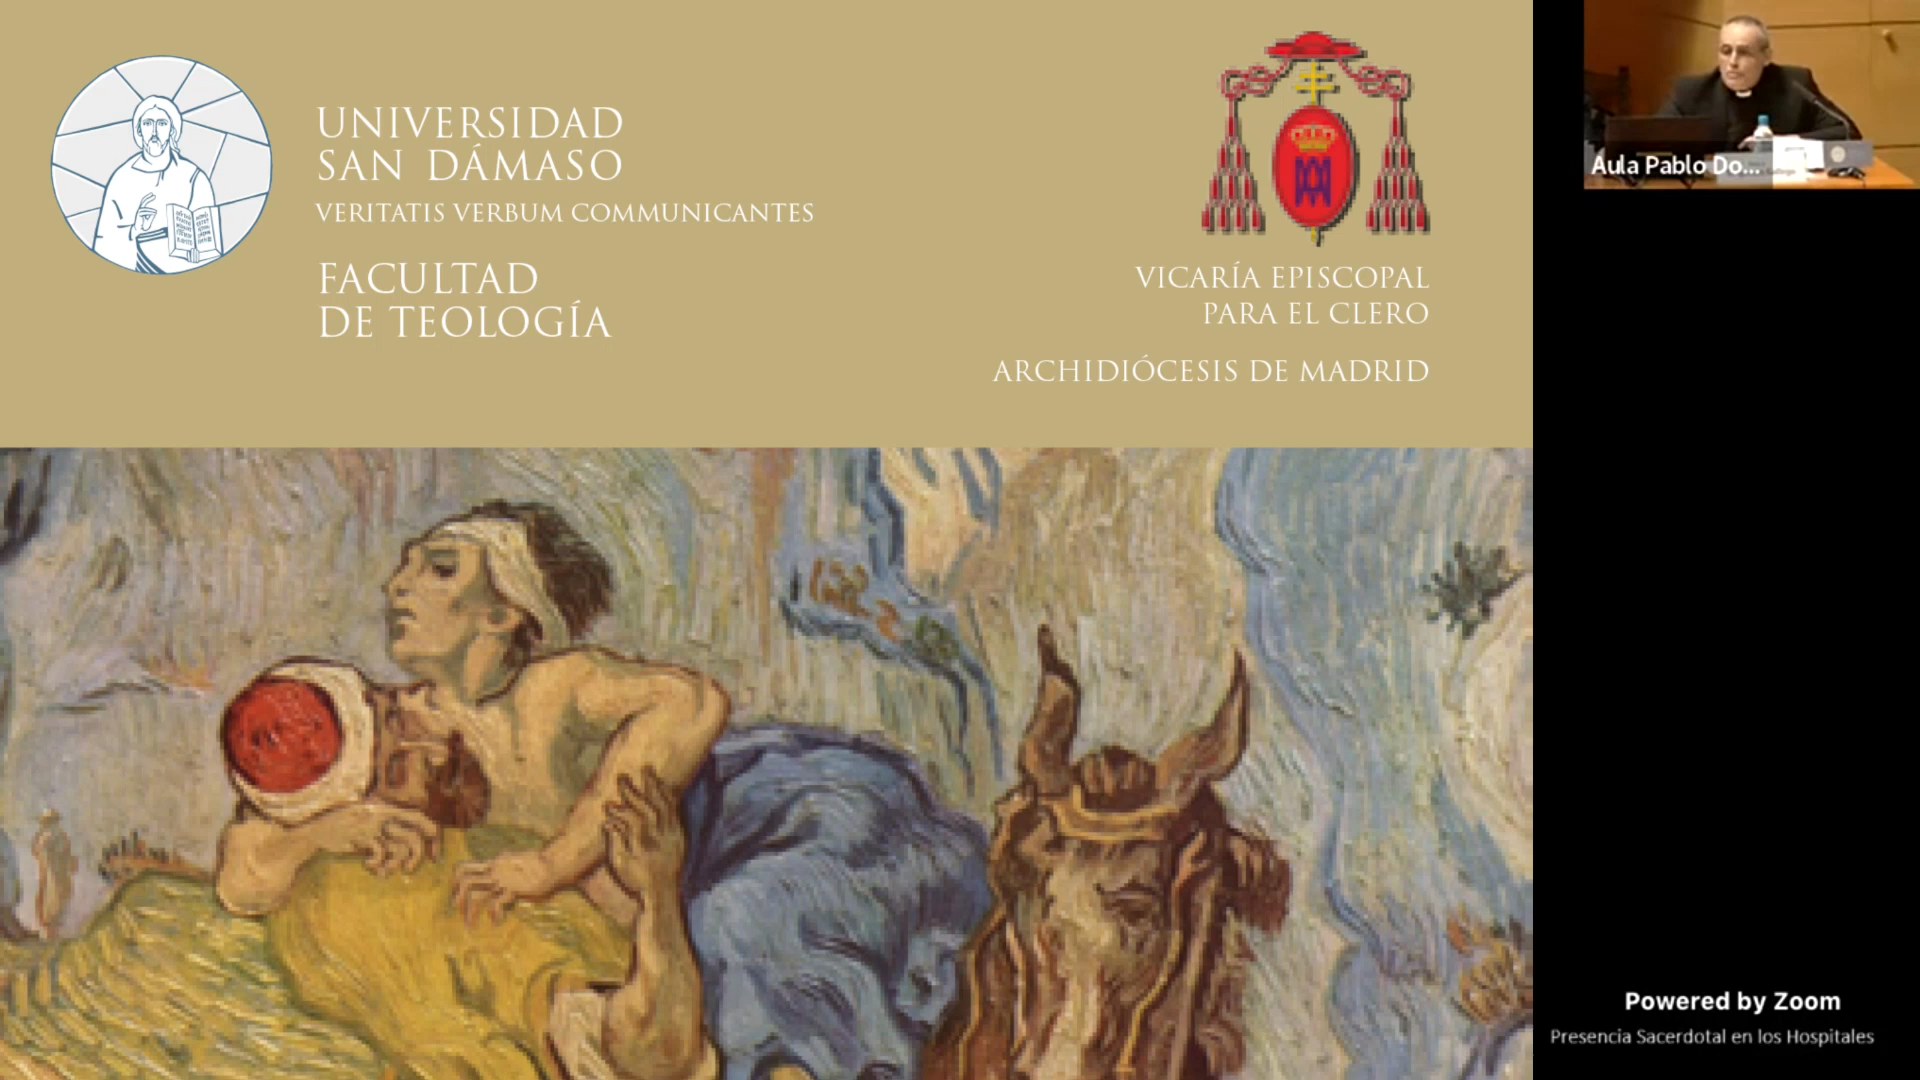 UNIVERSIDAD
SAN DÁMASO
VERITATIS VERBUM COMMUNICANTES
FACULTAD
DE TEOLOGÍA
VICARÍA EPISCOPAL
PARA EL CLERO
ARCHIDIÓCESIS DE MADRID
Aula Pablo Do...
Powered by Zoom
Presencia Sacerdotal en los Hospitales